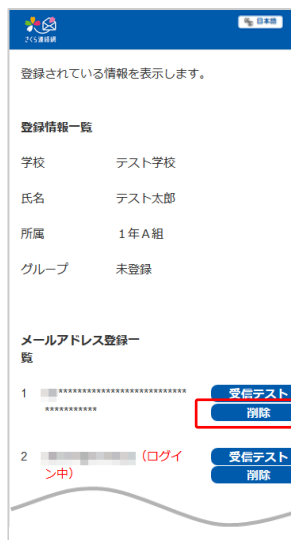 さくら連絡網
日本語
登録されている情報を表示します。
登録情報一覧
学校 テスト学校
氏名 テスト太郎
所属 1年A組
グループ 未登録
メールアドレス登録一
覧
1 *************************** 受信テスト
*********** 削除
2 (ログイ 受信テスト
ン中) 削除